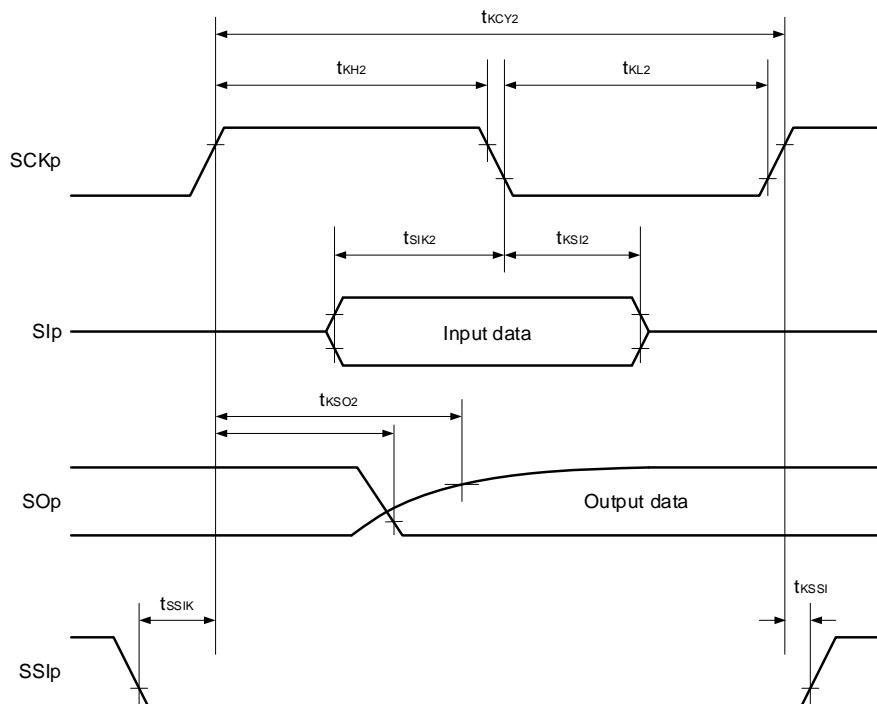 tKCY2
tKH2
tKL2
SCKp
tSIK2
tKSI2
SIp
Input data
tKSO2
SOp
Output data
tSSIK
tKSSI
SSIp